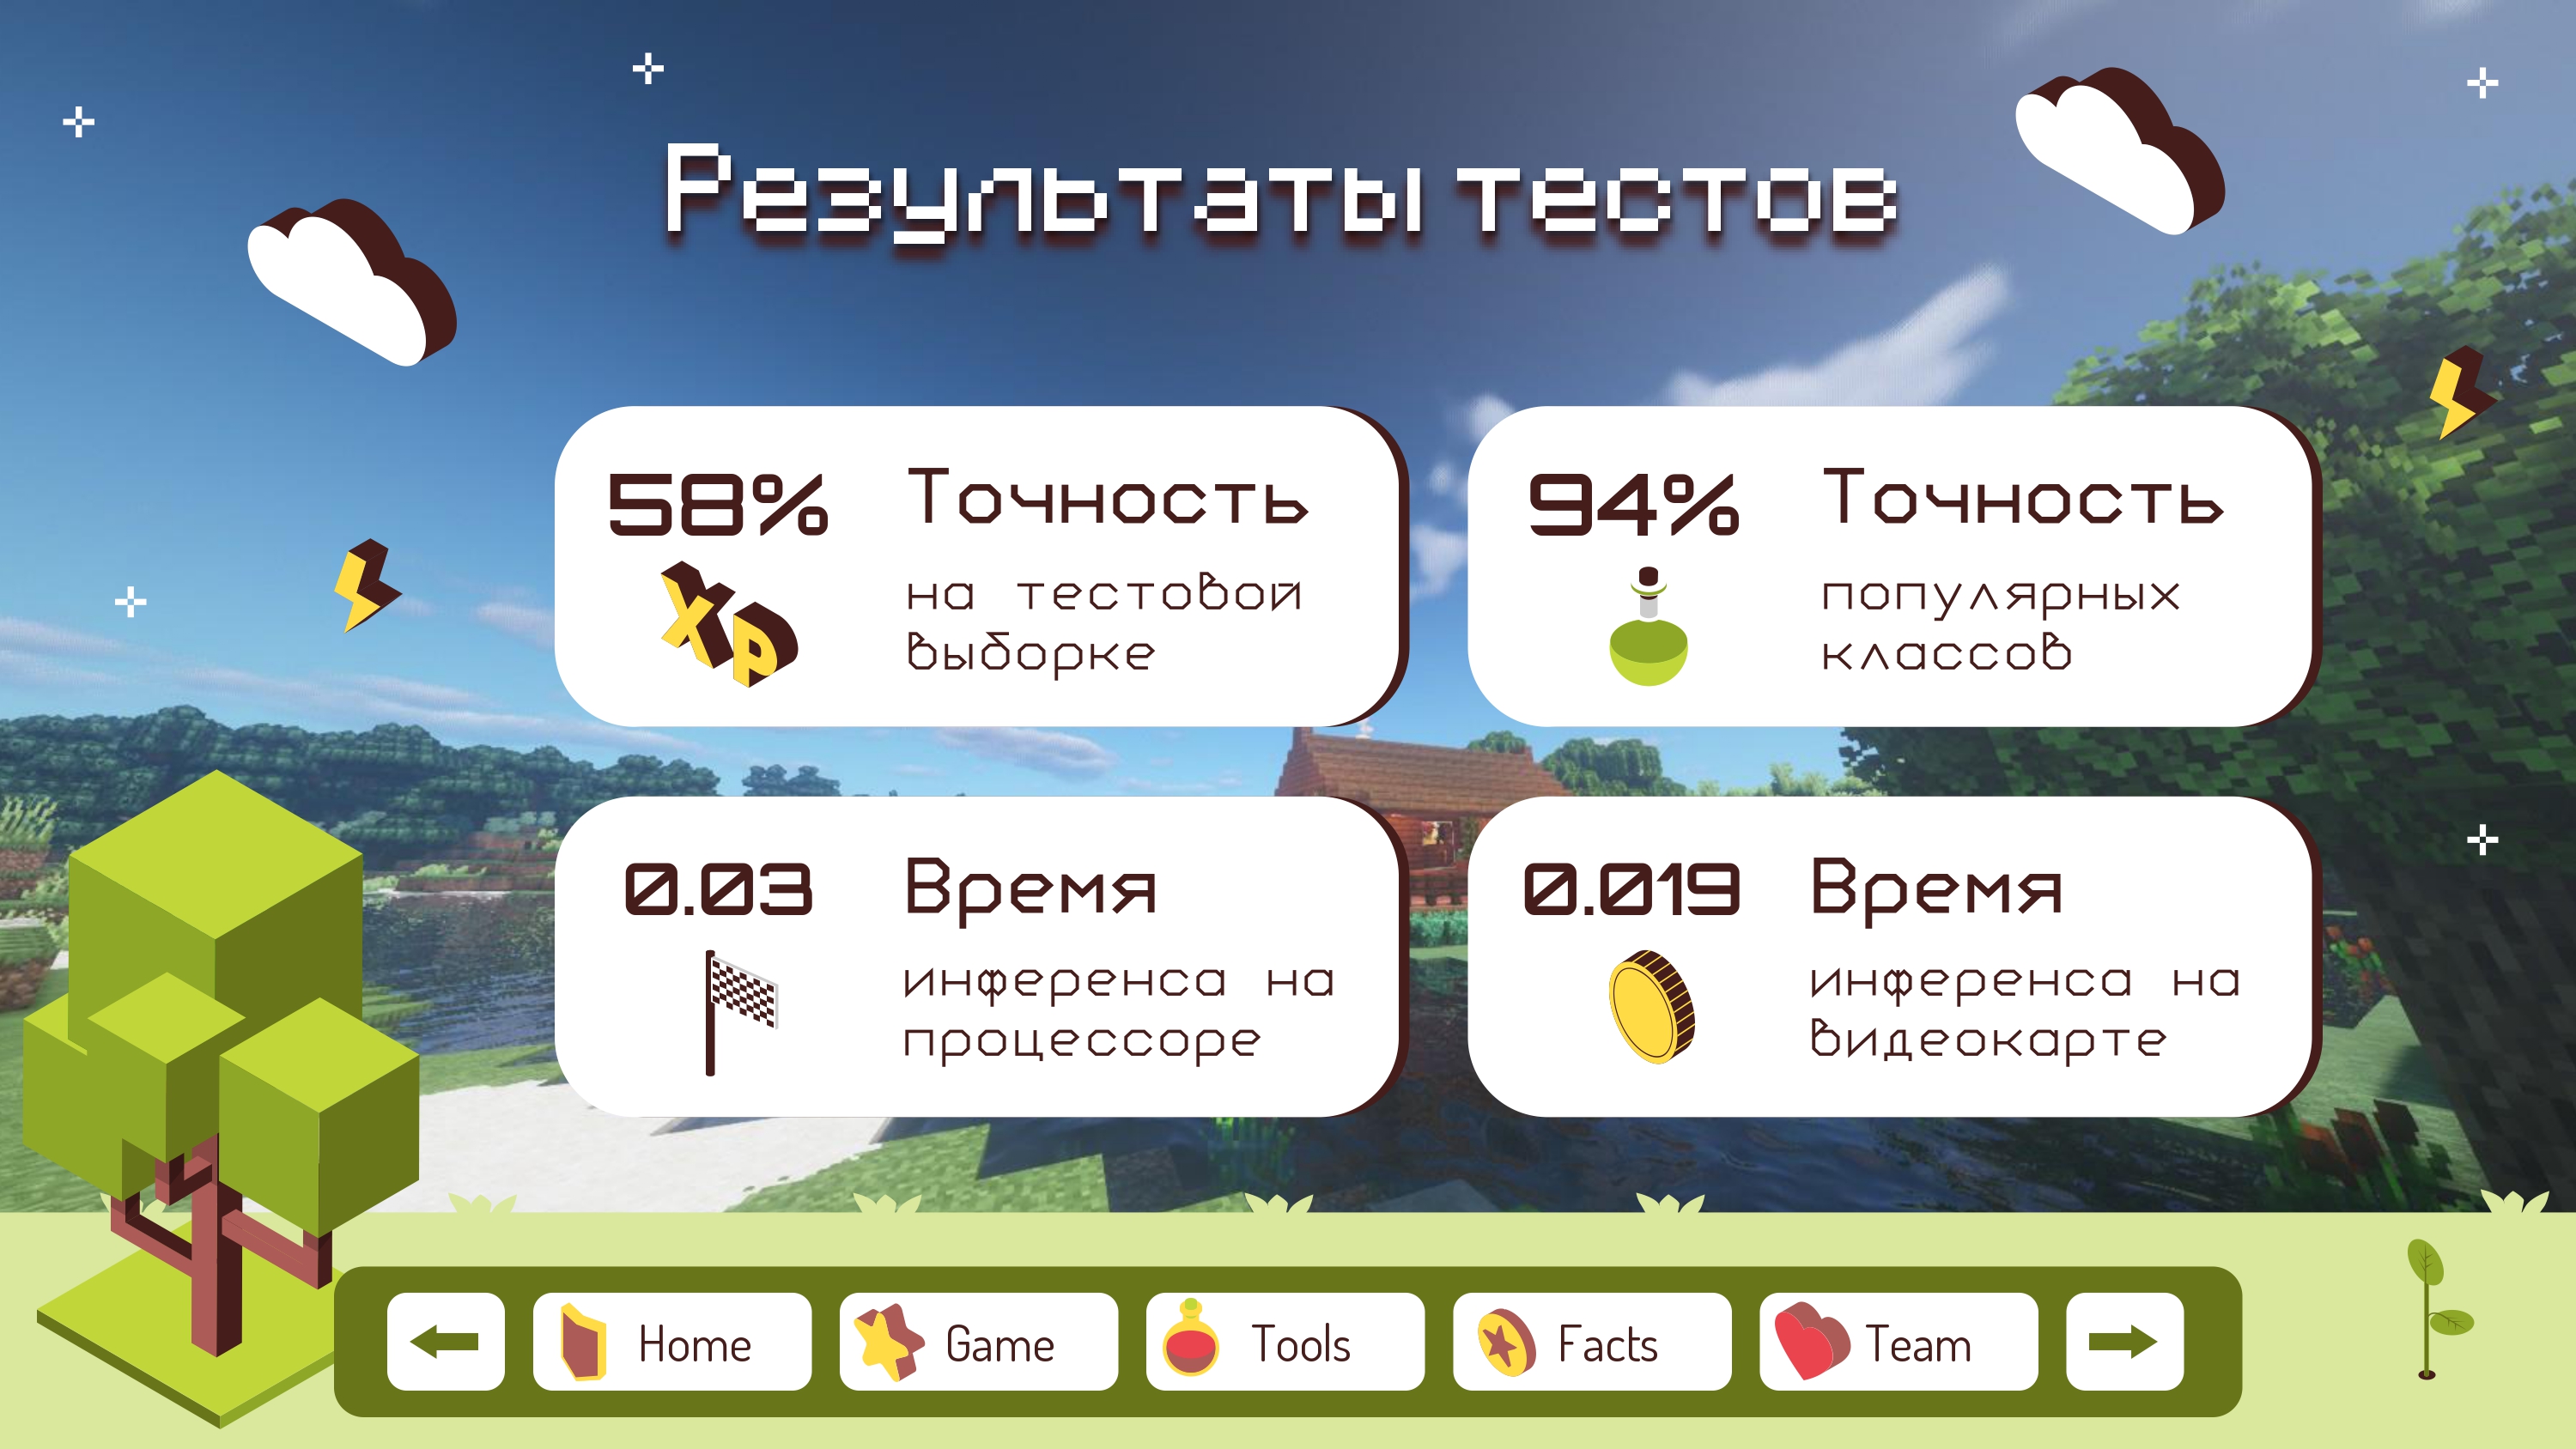 Результаты тестов
58%
Точность
XP
на тестовой
выборке
94%
Точность
популярных
классов
0.03
Время
инференса на
процессоре
0.019
Время
инференса на
видеокарте
Home
Game
Tools
Facts
Team